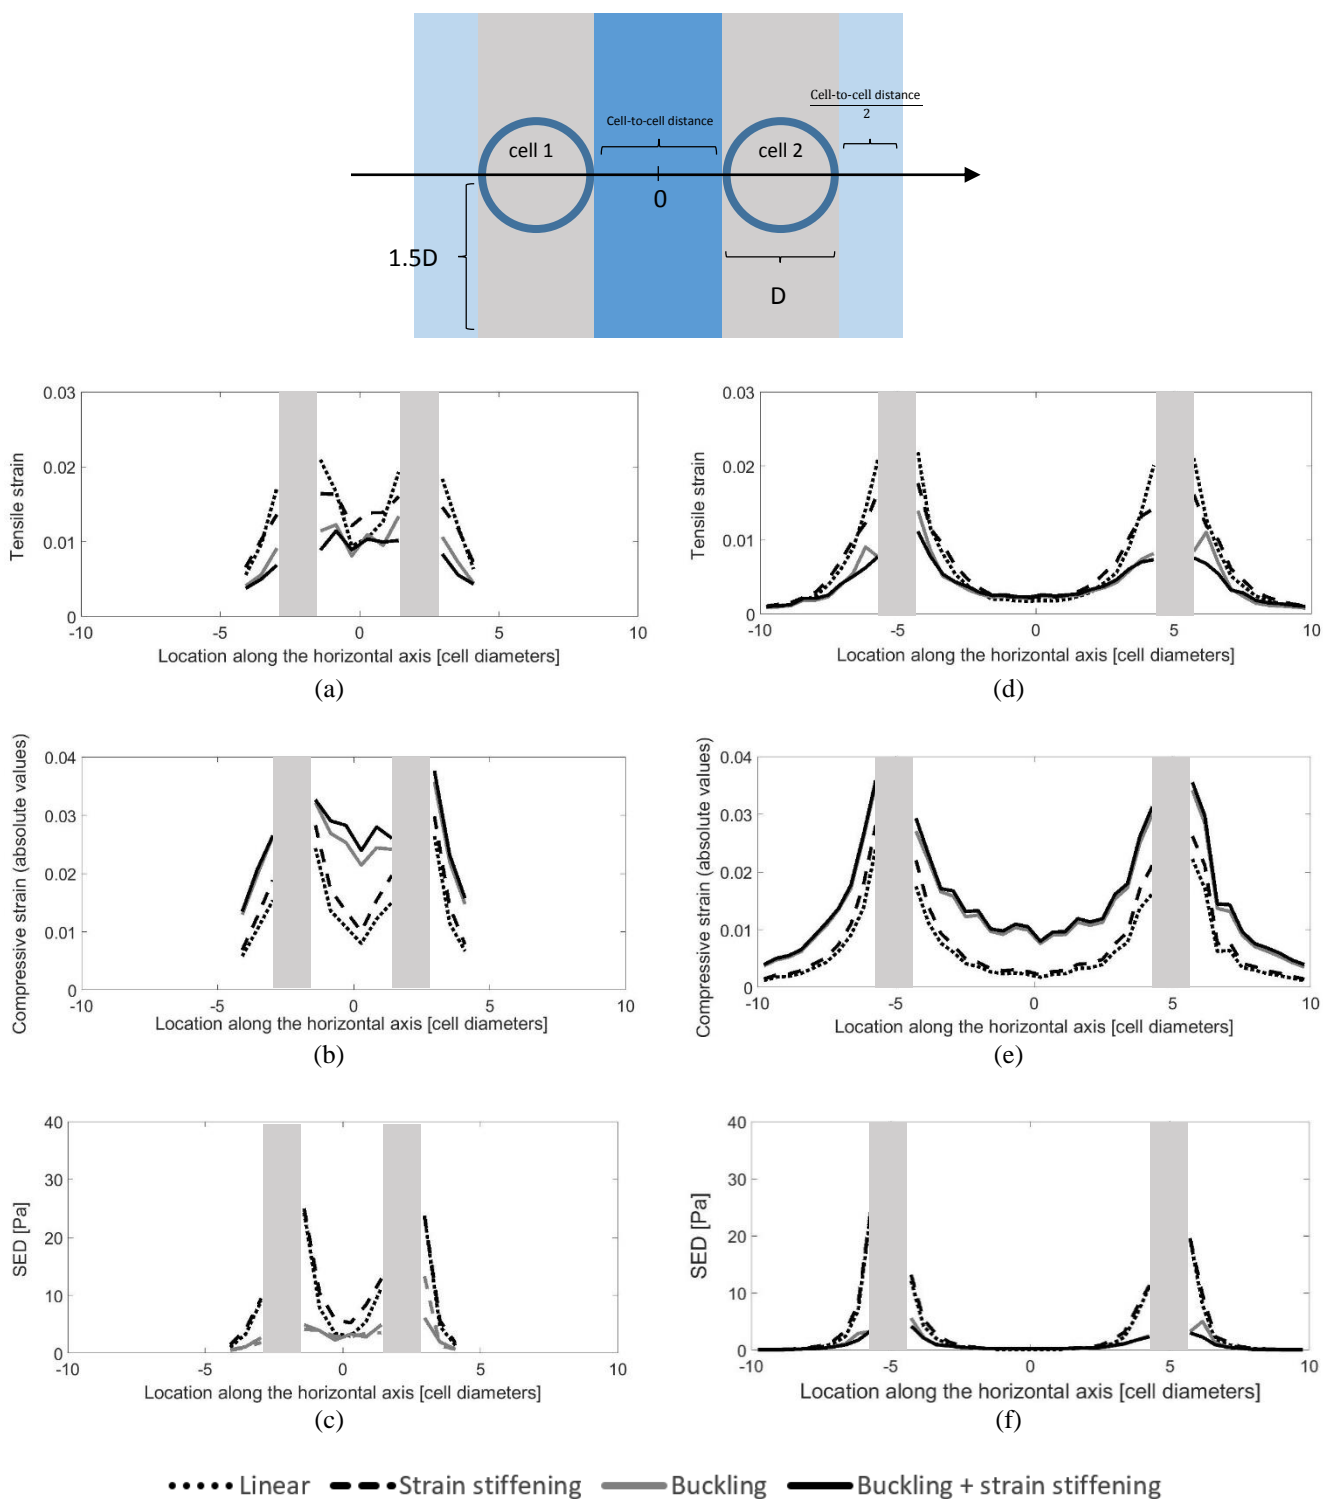 cell 1
Cell-to-cell distance
cell 2
Cell-to-cell distance
2
0
1.5D
D
0.03
0.02
0.01
0
-10
-5
0
5
10
Tensile strain
Location along the horizontal axis [cell diameters]
(a)
0.03
0.02
0.01
0
-10
-5
0
5
10
Tensile strain
Location along the horizontal axis [cell diameters]
(d)
0.04
0.03
0.02
0.01
0
-10
-5
0
5
10
Compressive strain (absolute values)
Location along the horizontal axis [cell diameters]
(b)
0.04
0.03
0.02
0.01
0
-10
-5
0
5
10
Compressive strain (absolute values)
Location along the horizontal axis [cell diameters]
(e)
40
30
20
10
0
-10
-5
0
5
10
SED [Pa]
Location along the horizontal axis [cell diameters]
(c)
40
30
20
10
0
-10
-5
0
5
10
SED [Pa]
Location along the horizontal axis [cell diameters]
(f)
Linear
Strain stiffening
Buckling
Buckling + strain stiffening